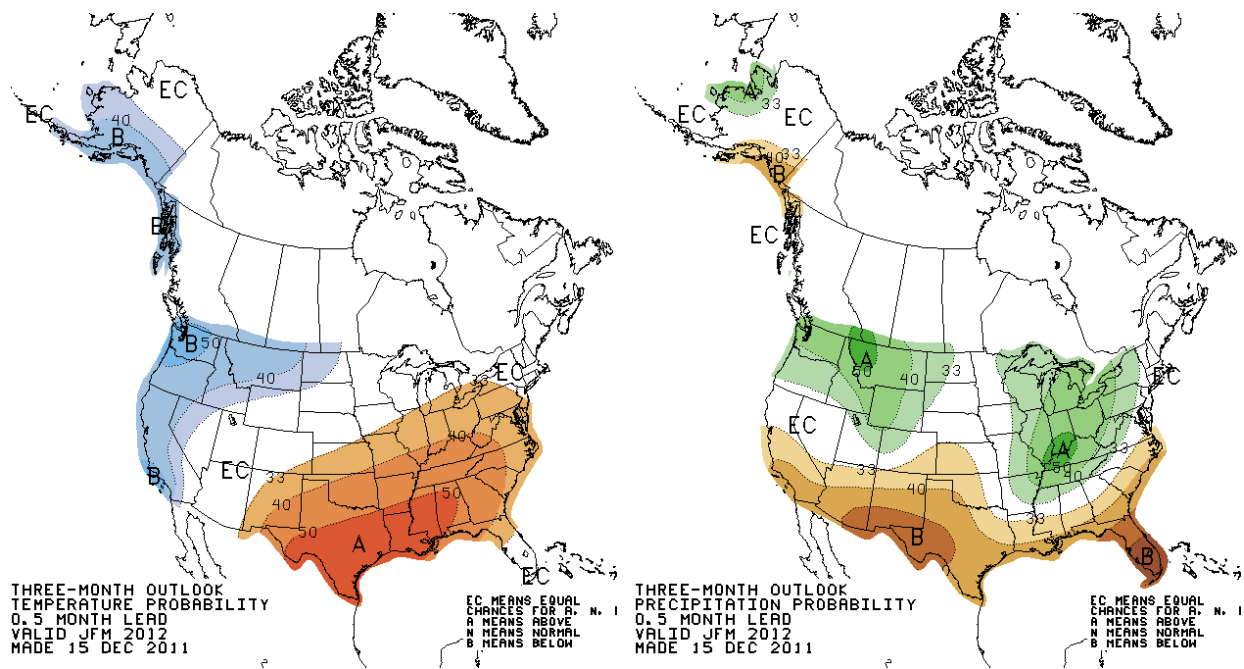 EC
EC
40
B
B
B
50
40
EC
33
40
EC
33
40
50
50
A
B
EC
THREE-MONTH OUTLOOK
TEMPERATURE PROBABILITY
0.5 MONTH LEAD
VALID JFM 2012
MADE 15 DEC 2011
EC MEANS EQUAL
CHANCES FOR A, N, 
A MEANS ABOVE
N MEANS NORMAL
B MEANS BELOW
A
33
EC
EC
40
33
B
EC
A
50
40
33
EC
EC
A
50
40
33
33
40
33
B
B
THREE-MONTH OUTLOOK
PRECIPITATION PROBABILITY
0.5 MONTH LEAD
VALID JFM 2012
MADE 15 DEC 2011
EC MEANS EQUAL
CHANCES FOR A, N, 
A MEANS ABOVE
N MEANS NORMAL
B MEANS BELOW